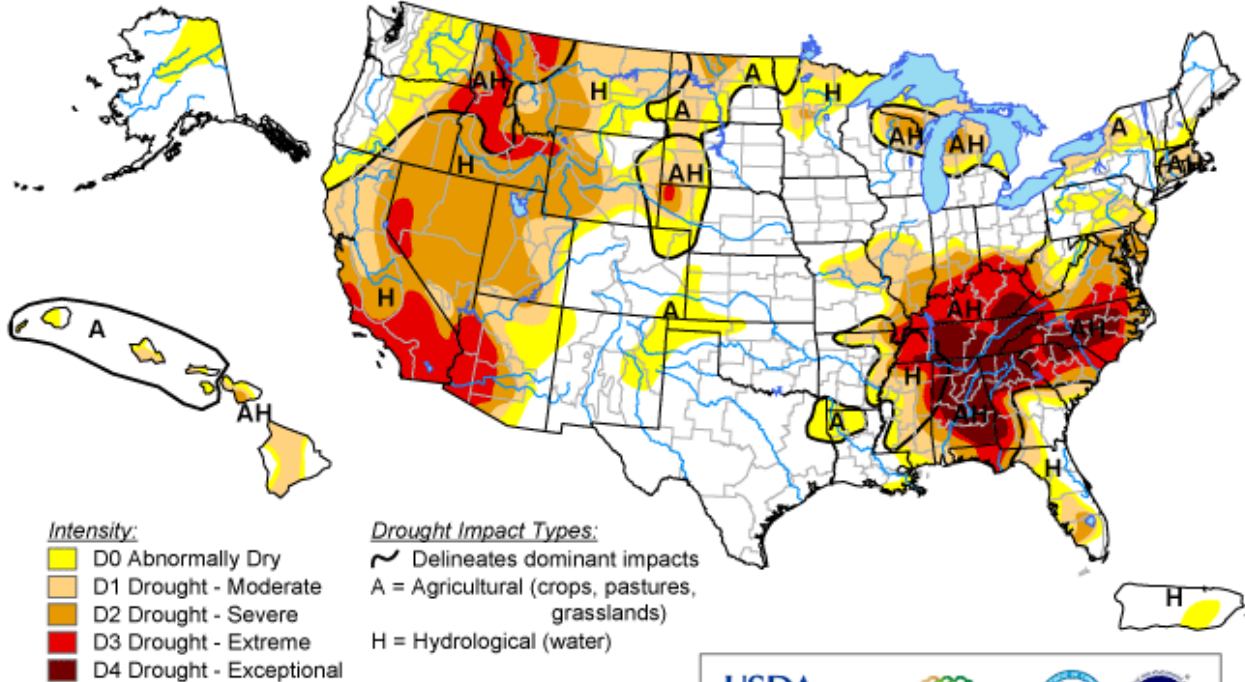 A
AH
H
A
A
H
AH
AH
A
AH
H
AH
H
A
AH
AH
H
A
AH
A
H
AH
H
Intensity:
D0 Abnormally Dry
D1 Drought - Moderate
D2 Drought - Severe
D3 Drought - Extreme
D4 Drought - Exceptional
Drought Impact Types:
Delineates dominant impacts
A = Agricultural (crops, pastures,
grasslands)
H = Hydrological (water)
USDA